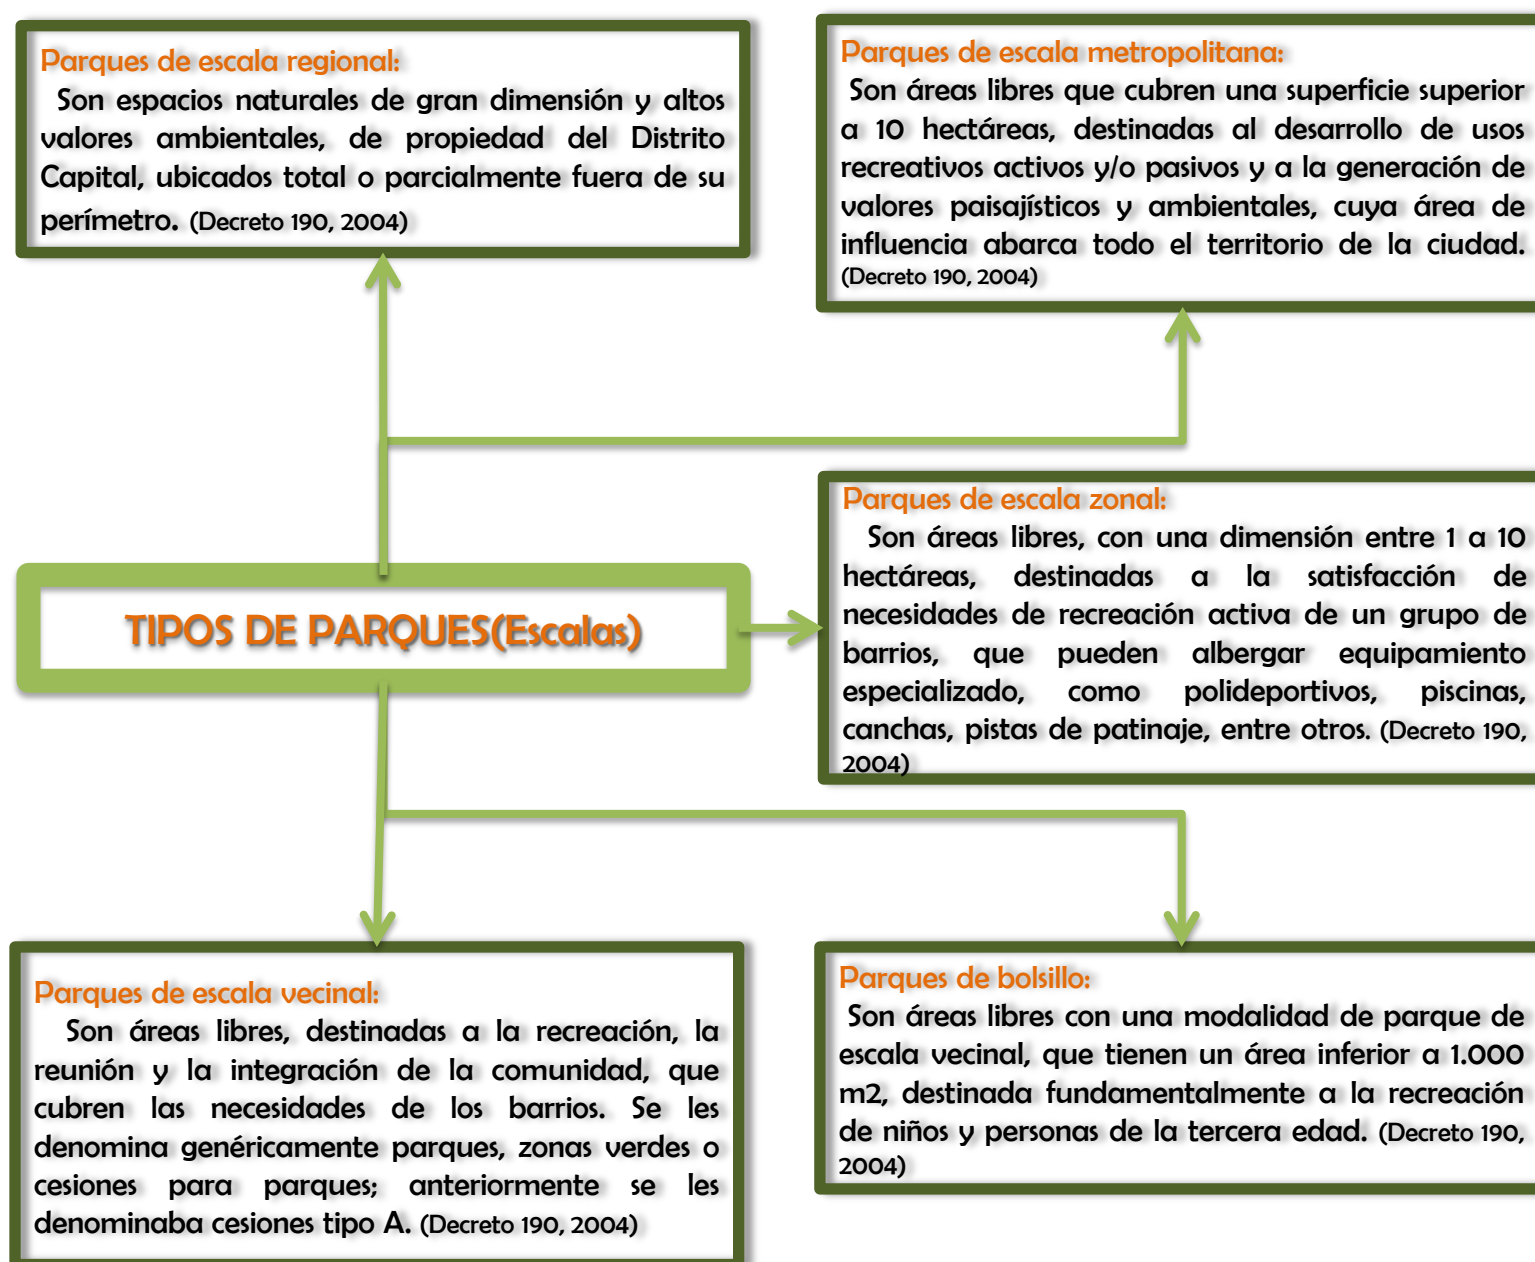 Parques de escala regional:
Son espacios naturales de gran dimensión y altos
valores ambientales, de propiedad del Distrito
Capital, ubicados total o parcialmente fuera de su
perímetro. (Decreto 190, 2004)
Parques de escala metropolitana:
Son áreas libres que cubren una superficie superior
a 10 hectáreas, destinadas al desarrollo de usos
recreativos activos y/o pasivos y a la generación de
valores paisajísticos y ambientales, cuya área de
influencia abarca todo el territorio de la ciudad.
(Decreto 190, 2004)
Parques de escala zonal:
Son áreas libres, con una dimensión entre 1 a 10
hectáreas, destinadas a la satisfacción de
necesidades de recreación activa de un grupo de
barrios, que pueden albergar equipamiento
especializado, como polideportivos, piscinas,
canchas, pistas de patinaje, entre otros. (Decreto 190,
2004)
TIPOS DE PARQUES(Escalas)
Parques de escala vecinal:
Son áreas libres, destinadas a la recreación, la
reunión y la integración de la comunidad, que
cubren las necesidades de los barrios. Se les
denomina genéricamente parques, zonas verdes o
cesiones para parques; anteriormente se les
denominaba cesiones tipo A. (Decreto 190, 2004)
Parques de bolsillo:
Son áreas libres con una modalidad de parque de
escala vecinal, que tienen un área inferior a 1.000
m2, destinada fundamentalmente a la recreación
de niños y personas de la tercera edad. (Decreto 190,
2004)